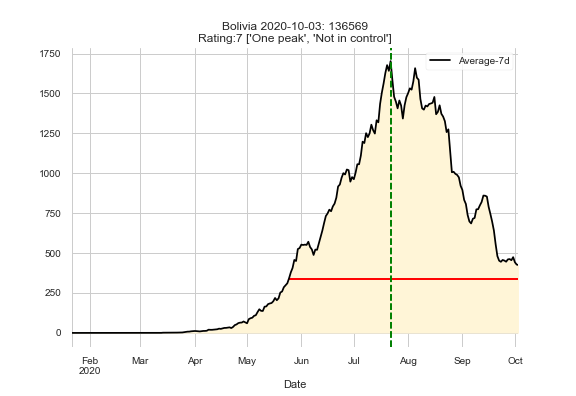 Bolivia 2020-10-03: 136569
Rating:7 ['One peak', 'Not in control']
Average-7d
1750
1500
1250
1000
750
500
250
0
Feb Mar Apr May Jun Jul Aug Sep Oct
2020
Date